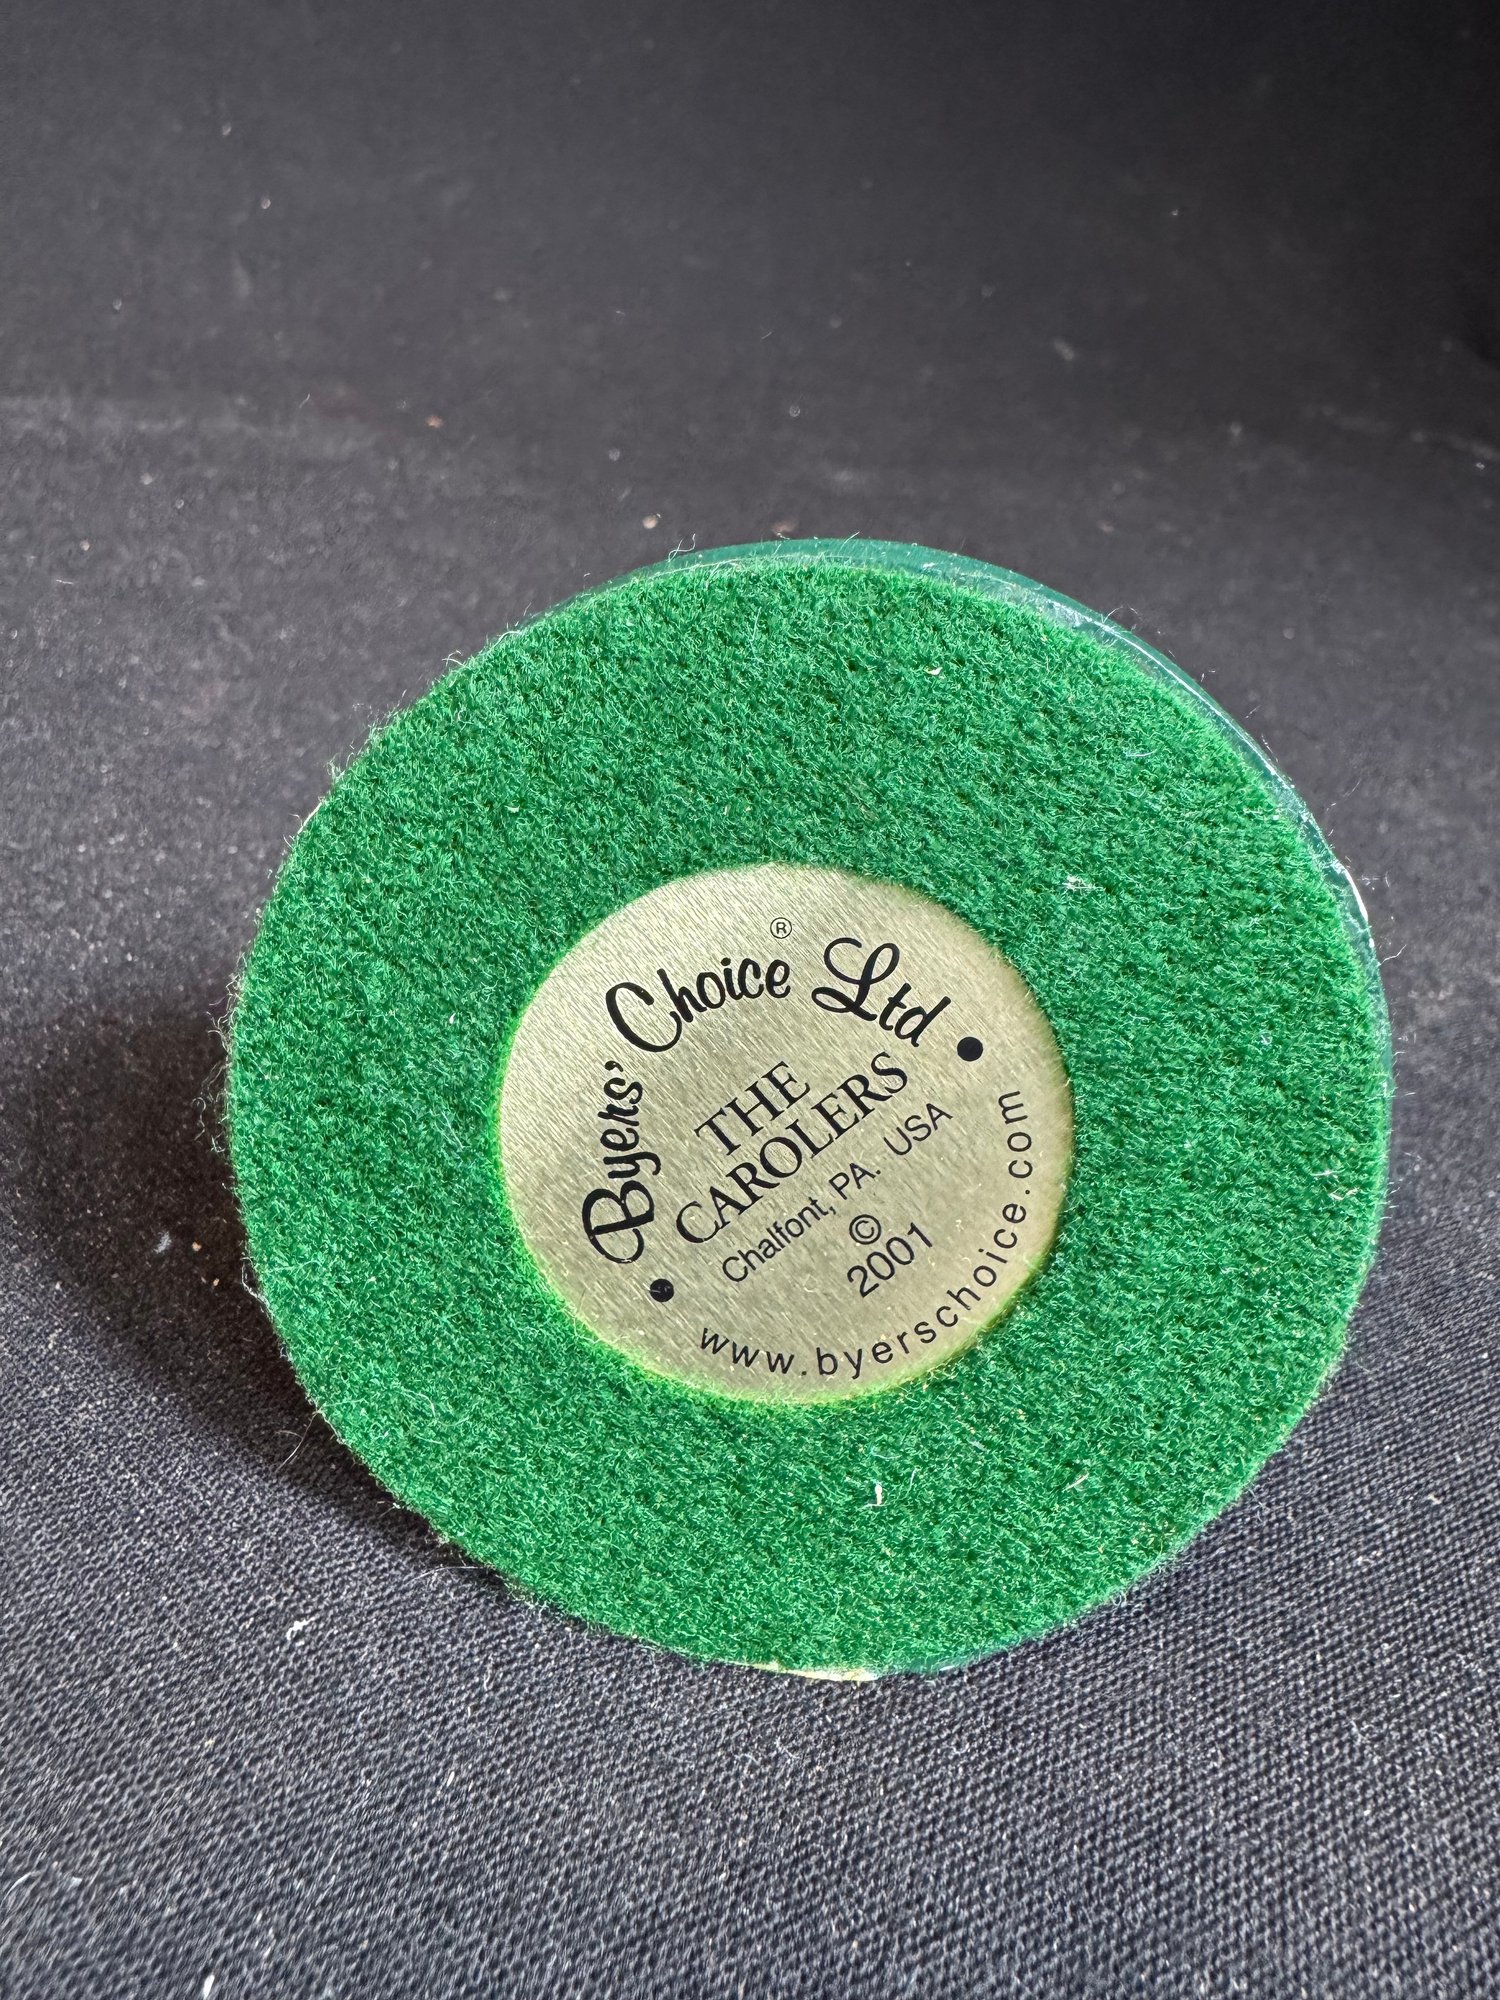 Byers' Choice® Ltd
THE
CAROLERS
Chalfont, PA. USA
©
2001
www.byerschoice.com